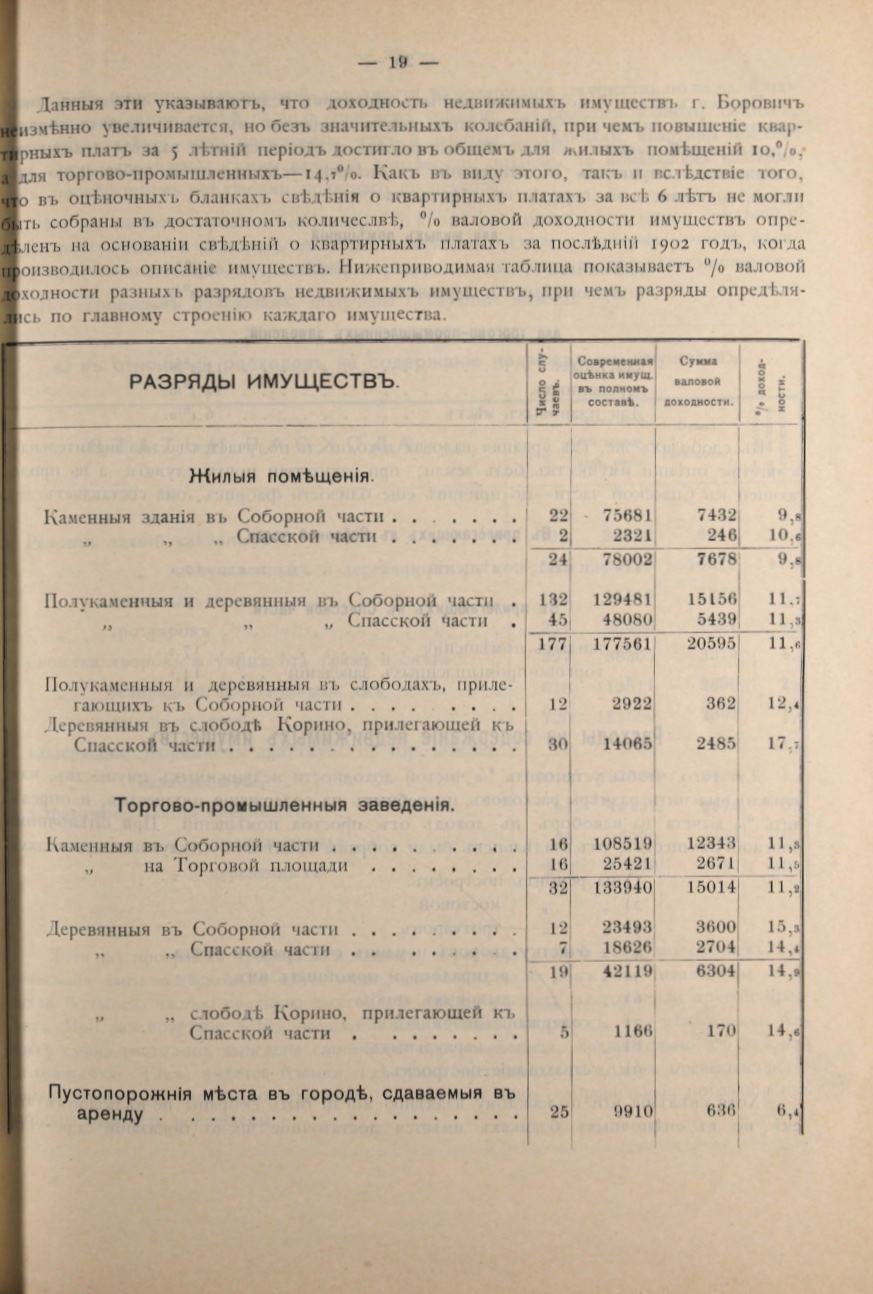 — 19 —
Данныя эти указываютъ, что доходность недвижимыхъ имуществъ г. Боровичъ
неизмѣнно увеличивается, но безъ значительныхъ колебаній, при чемъ повышеніе квар-
тирныхъ платъ за 5 лѣтній періодъ достигло въ общемъ для жилыхъ помѣщеній 10,%,
а для торгово-промышленныхъ—14,7%. Какъ въ виду этого, такъ и вслѣдствіе того,
что въ оцѣночныхъ бланкахъ свѣдѣнія о квартирныхъ платахъ за всѣ 6 лѣтъ не могли
быть собраны въ достаточномъ количеслвѣ, % валовой доходности имуществъ опре-
дѣленъ на основаніи свѣдѣній о квартирныхъ платахъ за послѣдній 1902 годъ, когда
производилось описаніе имуществъ. Нижеприводимая таблица показываетъ % валовой
доходности разныхъ разрядовъ недвижимыхъ имуществъ, при чемъ разряды опредѣля-
лись по главному строенію каждаго имущества.
РАЗРЯДЫ ИМУЩЕСТВЪ. Число слу-чаевъ. Современная оцѣнка имущ. въ полномъ составѣ. Сумма валовой доходности. % доход-ности.
Жилыя помѣщенія.
Каменныя зданія въ Соборной части . . . . . . . 22 75681 7432 9,8
„ „ „ Спасской части . . . . . . . 2 2321 246 10,6
24 78002 7678 9,8
Полукаменныя и деревянныя въ Соборной части . 132 129481 15156 11,7
„ „ „ Спасской части . 45 48080 5439 11,3
177 177561 20595 11,6
Полукаменныя и деревянныя въ слободахъ, приле-
гающихъ къ Соборной части . . . . . . . . 12 2922 362 12,4
Деревянныя въ слободѣ Корино, прилегающей къ
Спасской части . . . . . . . . . . . . . . . 30 14065 2485 17,7
Торгово-промышленныя заведенія.
Каменныя въ Соборной части . . . . . . . . . . 16 108519 12343 11,3
„ на Торговой площади . . . . . . . . 16 25421 2671 11,5
32 133940 15014 11,2
Деревянныя въ Соборной части . . . . . . . . . 12 23493 3600 15,3
„ „ Спасской части . . . . . . . . 7 18626 2704 14,4
19 42119 6304 14,9
„ „ слободѣ Корино, прилегающей къ
Спасской части . . . . . . . 5 1166 170 14,6
Пустопорожнія мѣста въ городѣ, сдаваемыя въ
аренду . . . . . . . . . . . . . . . . . . 25 9910 636 6,4